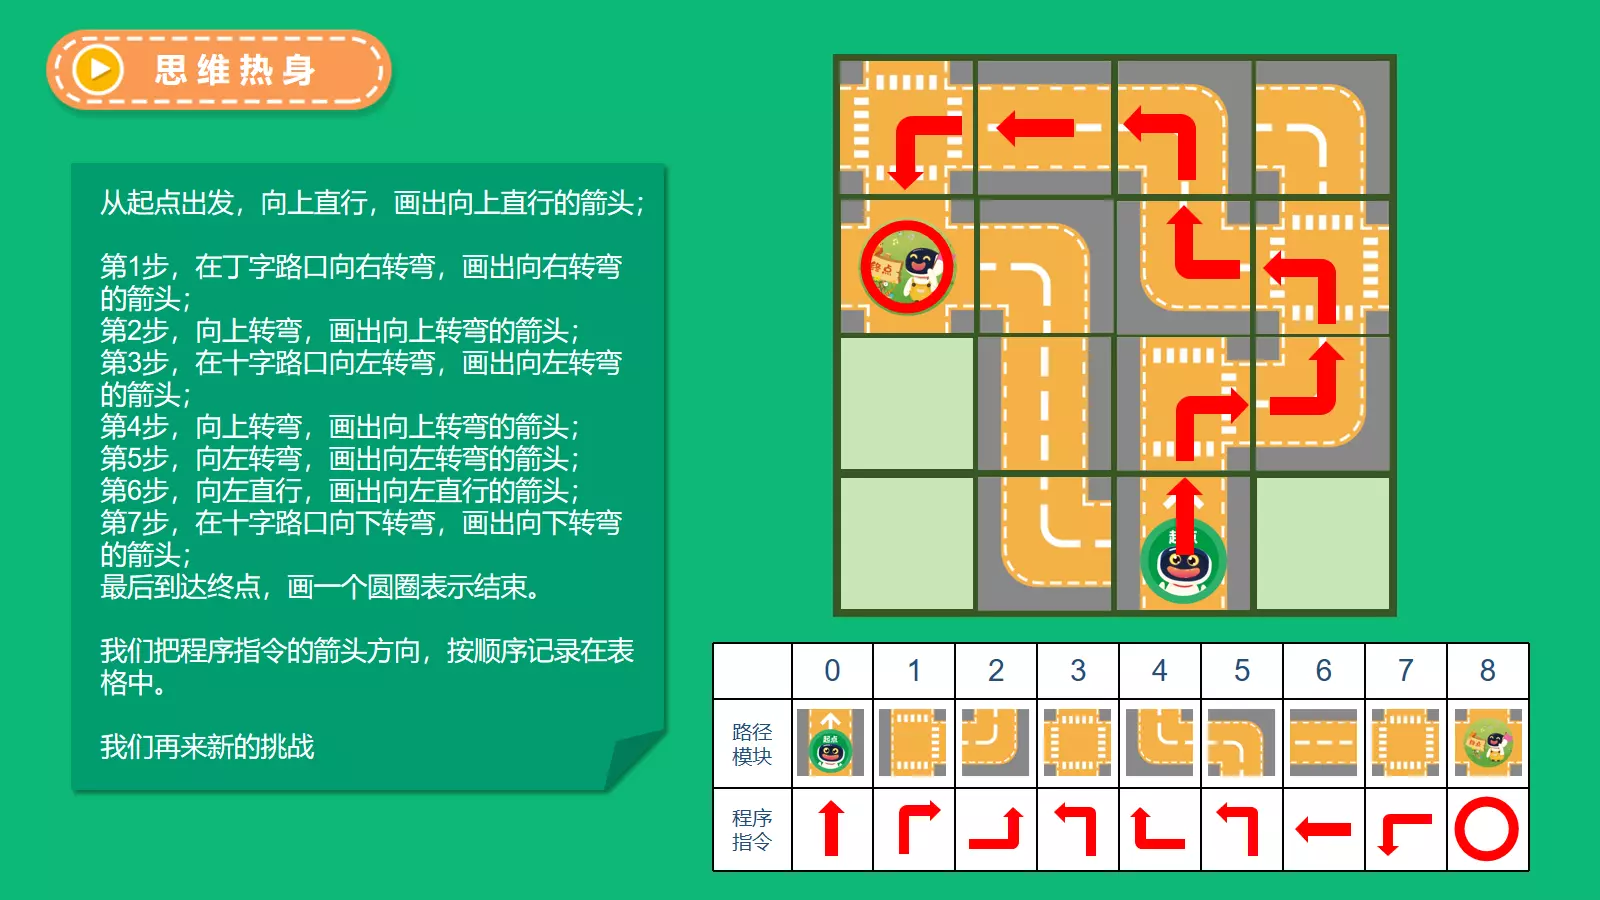 思维热身
从起点出发，向上直行，画出向上直行的箭头；
第1步，在丁字路口向右转弯，画出向右转弯
的箭头；
第2步，向上转弯，画出向上转弯的箭头；
第3步，在十字路口向左转弯，画出向左转弯
的箭头；
第4步，向上转弯，画出向上转弯的箭头；
第5步，向左转弯，画出向左转弯的箭头；
第6步，向左直行，画出向左直行的箭头；
第7步，在十字路口向下转弯，画出向下转弯
的箭头；
最后到达终点，画一个圆圈表示结束。
我们把程序指令的箭头方向，按顺序记录在表
格中。
我们再来新的挑战
终点
起点
0 1 2 3 4 5 6 7 8
路径
模块
起点
终点
程序
指令